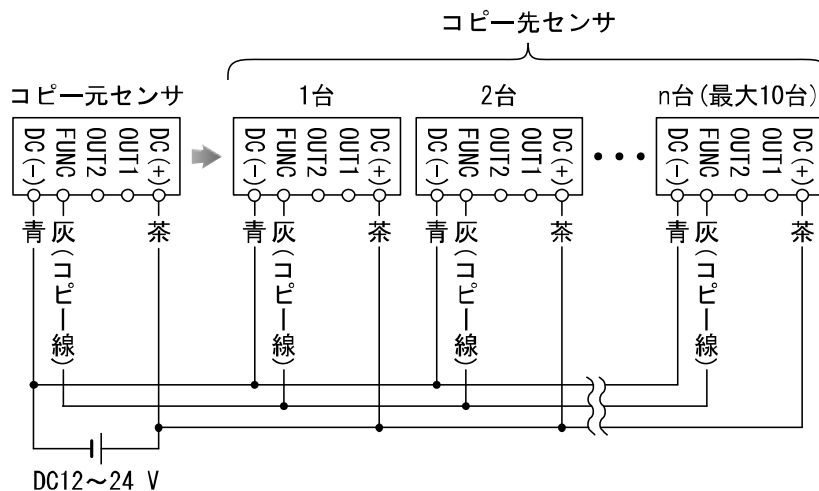 コピー先センサ
コピー元センサ
1台
2台
n台(最大10台)
DC(-)
FUNC
OUT2
OUT1
DC(+)
DC(-)
FUNC
OUT2
OUT1
DC(+)
DC(-)
FUNC
OUT2
OUT1
DC(+)
DC(-)
FUNC
OUT2
OUT1
DC(+)
青
灰(コピー線)
茶
青
灰(コピー線)
茶
青
灰(コピー線)
茶
青
灰(コピー線)
茶
DC12～24 V